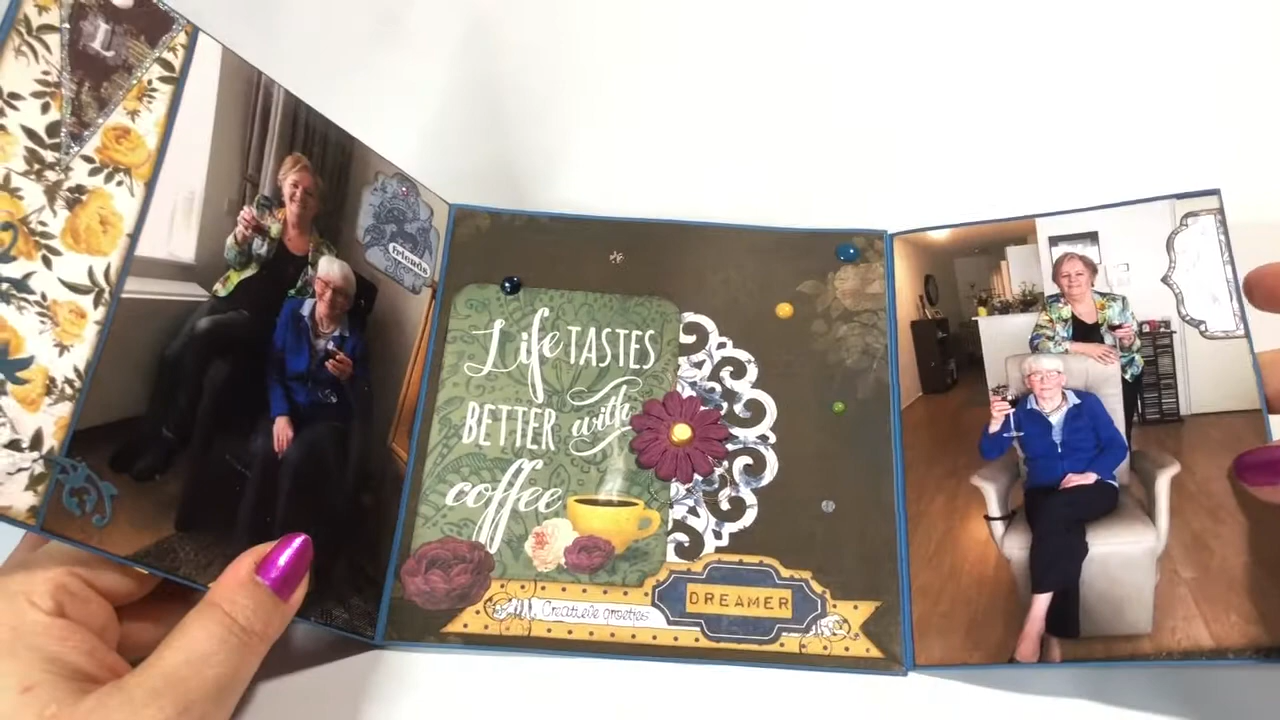 L
Friends
Life TASTES
BETTER with
coffee
Creatieve groetjes
DREAMER